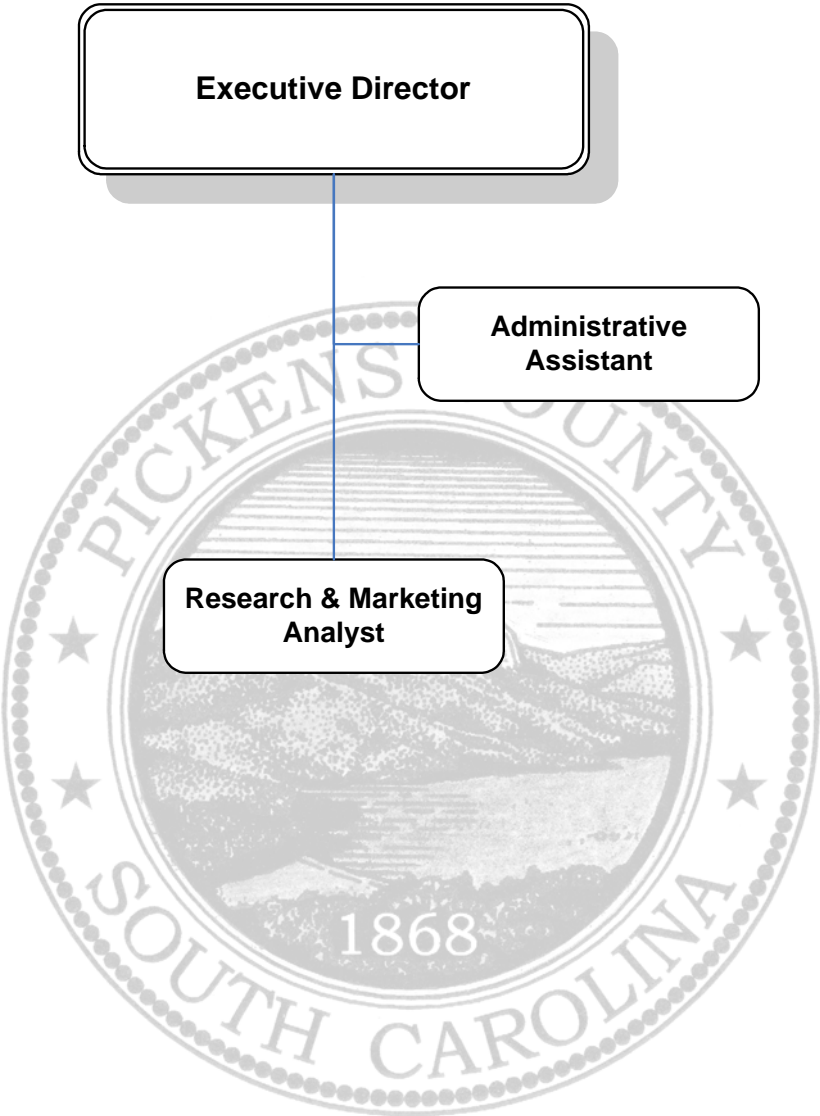 Executive Director
Administrative
Assistant
Research & Marketing
Analyst
PICKENS COUNTY
1868
SOUTH CAROLINA